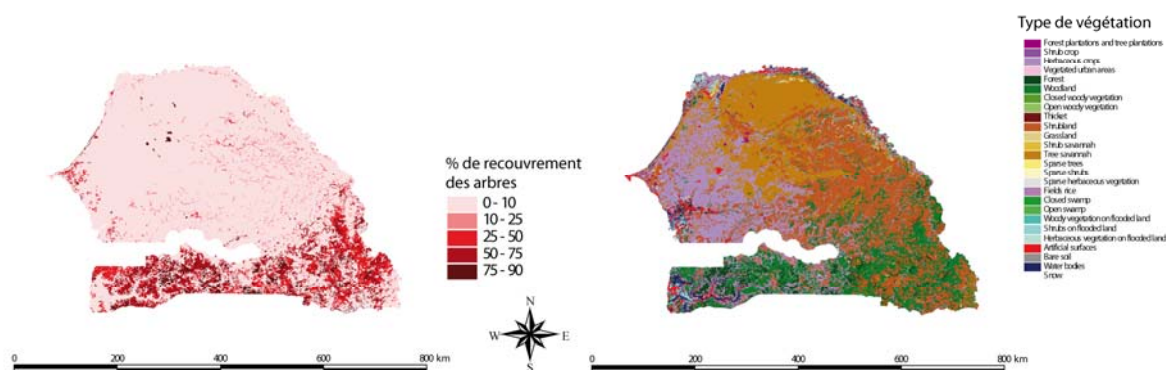 % de recouvrement
des arbres
0 - 10
10 - 25
25 - 50
50 - 75
75 - 90
N
W E
S
0 200 400 600 800 km
Type de végétation
Forest plantations and tree plantations
Shrub crop
Herbaceous crops
Vegetated urban areas
Forest
Woodland
Closed woody vegetation
Open woody vegetation
Thicket
Shrubland
Grassland
Shrub savannah
Tree savannah
Sparse trees
Sparse shrubs
Sparse herbaceous vegetation
Fields rice
Closed swamp
Open swamp
Woody vegetation on flooded land
Shrubs on flooded land
Herbaceous vegetation on flooded land
Artificial surfaces
Bare soil
Water bodies
Snow
0 200 400 600 800 km